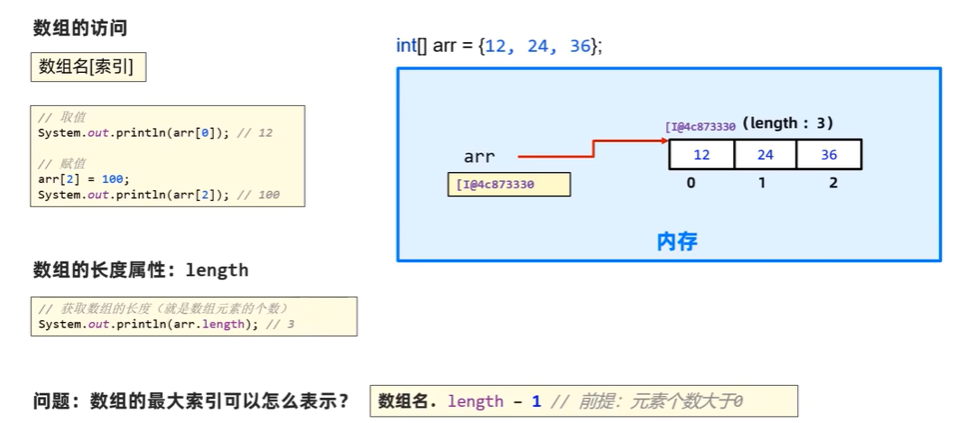 数组的访问
数组名[索引]
// 取值
System.out.println(arr[0]); // 12
// 赋值
arr[2] = 100;
System.out.println(arr[2]); // 100
数组的长度属性：length
// 获取数组的长度（就是数组元素的个数）
System.out.println(arr.length); // 3
int[] arr = {12, 24, 36};
[I@4c873330 (length : 3)
arr
[I@4c873330
12 24 36
0 1 2
内存
问题：数组的最大索引可以怎么表示？
数组名. length - 1 // 前提：元素个数大于0